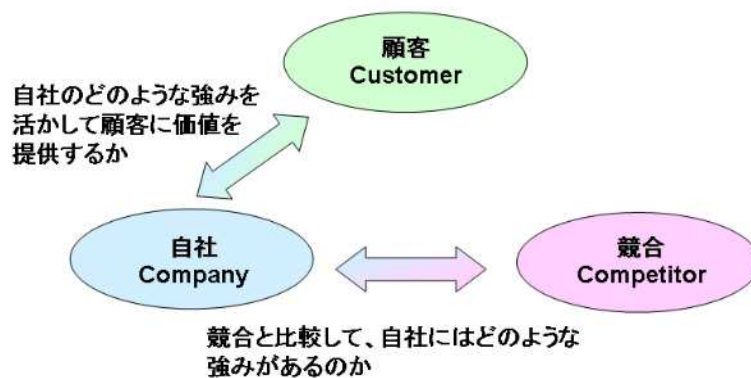 顧客
Customer
自社のどのような強みを
活かして顧客に価値を
提供するか
自社
Company
競合
Competitor
競合と比較して、自社にはどのような
強みがあるのか